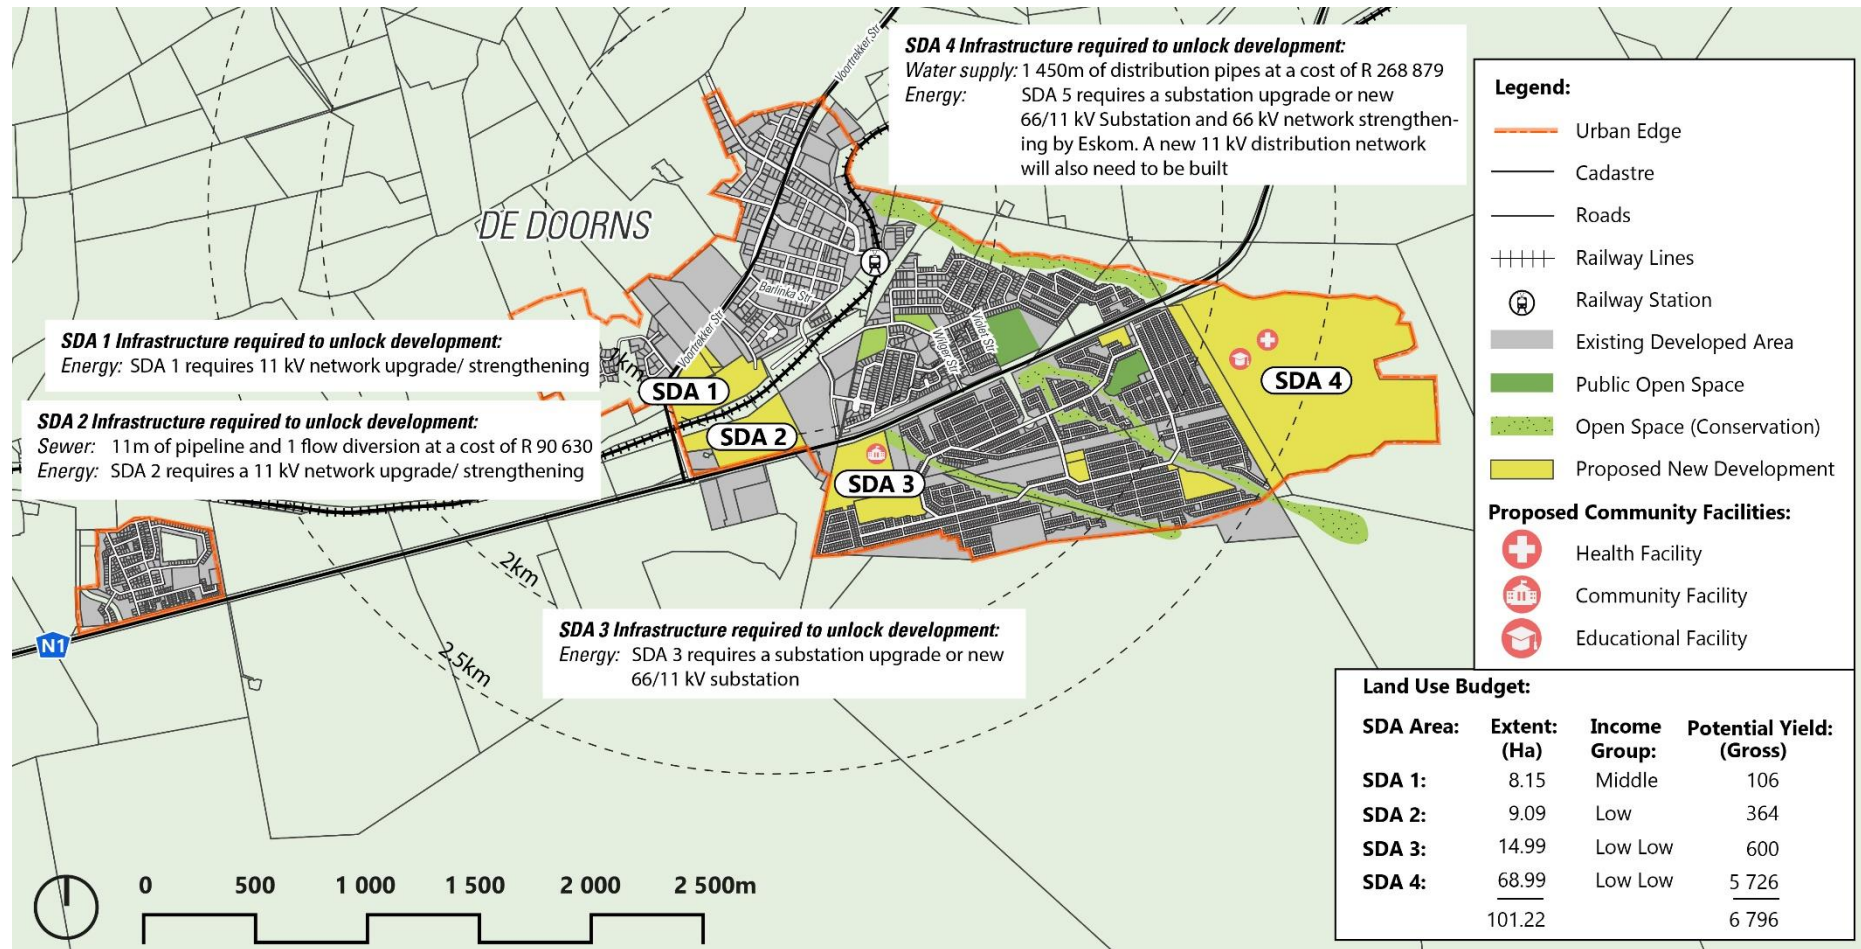 Voortrekker Str
SDA 4 Infrastructure required to unlock development:
Water supply: 1 450m of distribution pipes at a cost of R 268 879
Energy: SDA 5 requires a substation upgrade or new
66/11 kV Substation and 66 kV network strengthen-
ing by Eskom. A new 11 kV distribution network
will also need to be built
DE DOORNS
Barlinka Str
Voortrekker Str
Violet Str
Wilger Str
SDA 1 Infrastructure required to unlock development:
Energy: SDA 1 requires 11 kV network upgrade/ strengthening
SDA 2 Infrastructure required to unlock development:
Sewer: 11m of pipeline and 1 flow diversion at a cost of R 90 630
Energy: SDA 2 requires a 11 kV network upgrade/ strengthening
SDA 1
SDA 2
SDA 3
SDA 4
2km
2.5km
N1
SDA 3 Infrastructure required to unlock development:
Energy: SDA 3 requires a substation upgrade or new
66/11 kV substation
Legend:
Urban Edge
Cadastre
Roads
Railway Lines
Railway Station
Existing Developed Area
Public Open Space
Open Space (Conservation)
Proposed New Development
Proposed Community Facilities:
Health Facility
Community Facility
Educational Facility
Land Use Budget:
SDA Area: Extent: (Ha) Income Group: Potential Yield: (Gross)
SDA 1: 8.15 Middle 106
SDA 2: 9.09 Low 364
SDA 3: 14.99 Low Low 600
SDA 4: 68.99 Low Low 5 726
101.22 6 796
0 500 1 000 1 500 2 000 2 500m